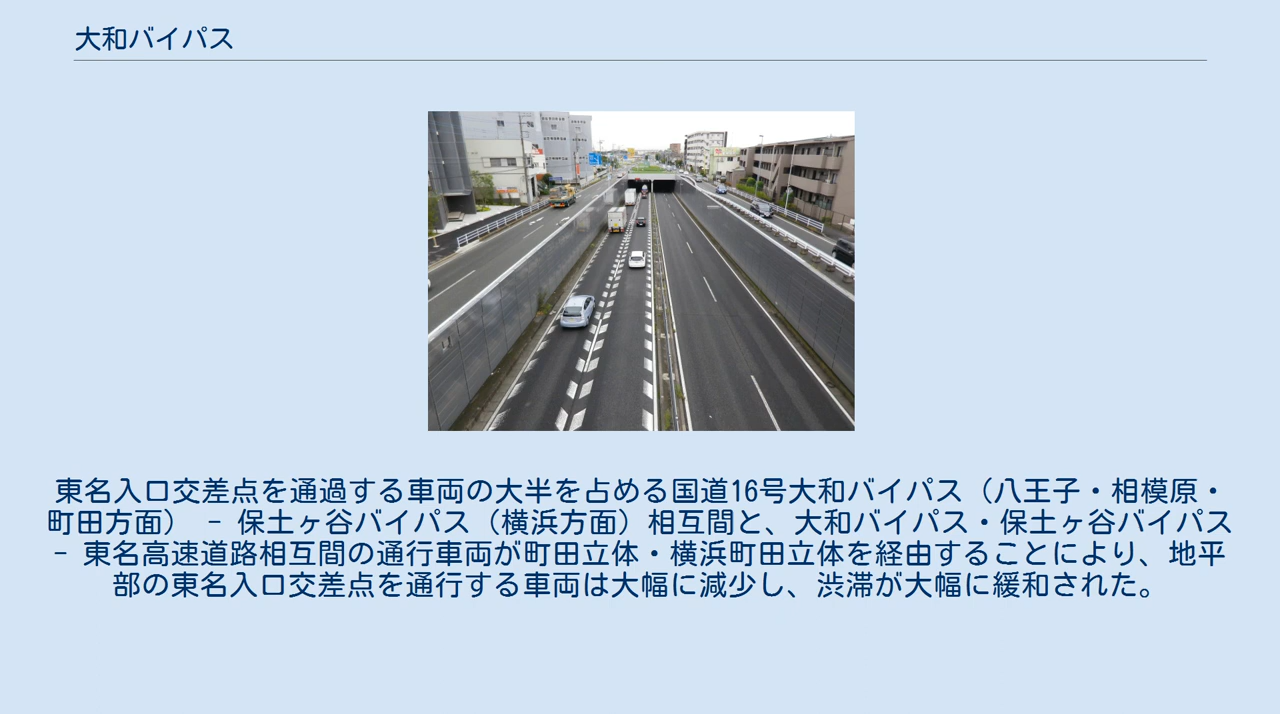 大和バイパス
東名入口交差点を通過する車両の大半を占める国道16号大和バイパス（八王子・相模原・
町田方面） － 保土ヶ谷バイパス（横浜方面）相互間と、大和バイパス・保土ヶ谷バイパス
－ 東名高速道路相互間の通行車両が町田立体・横浜町田立体を経由することにより、地平
部の東名入口交差点を通行する車両は大幅に減少し、渋滞が大幅に緩和された。